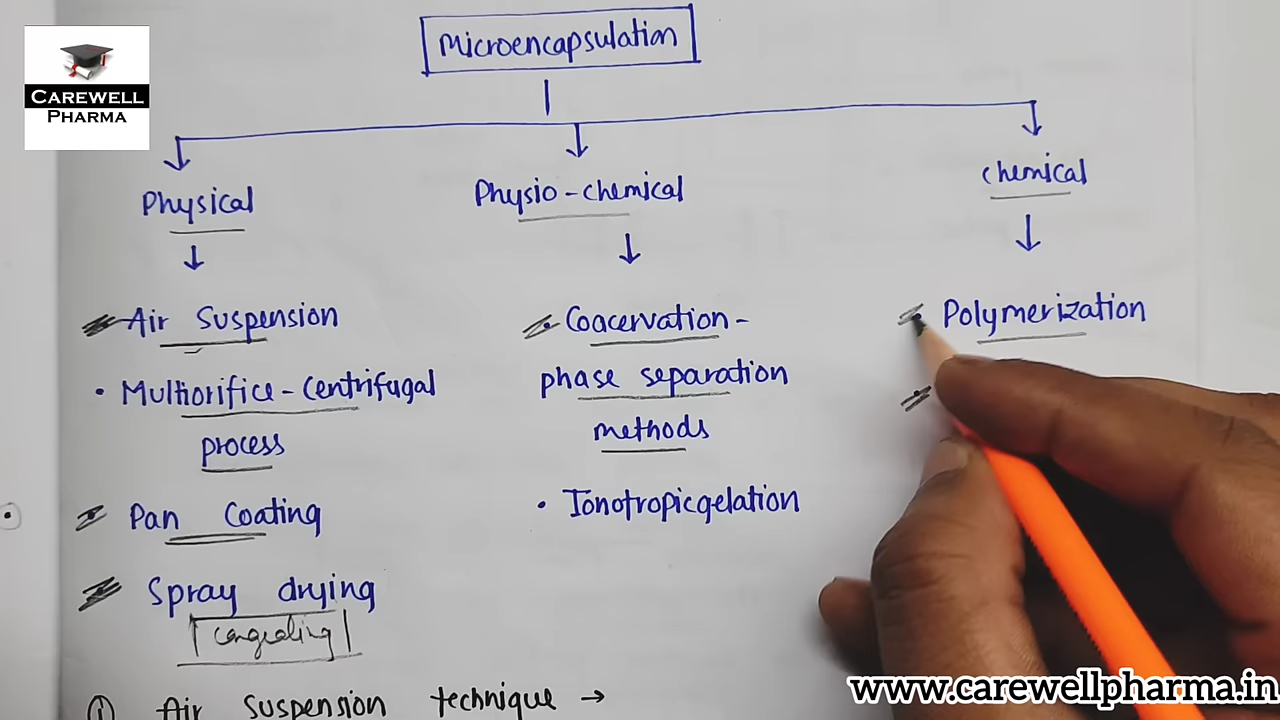 CAREWELL
PHARMA
Microencapsulation
Physical
Air Suspension
• Multiorifice-Centrifugal
process
Pan Coating
Spray drying
Congealing
Physio-chemical
• Coacervation-
phase separation
methods
• Ionotropicgelation
Chemical
• Polymerization
① Air Suspension technique →
www.carewellpharma.in